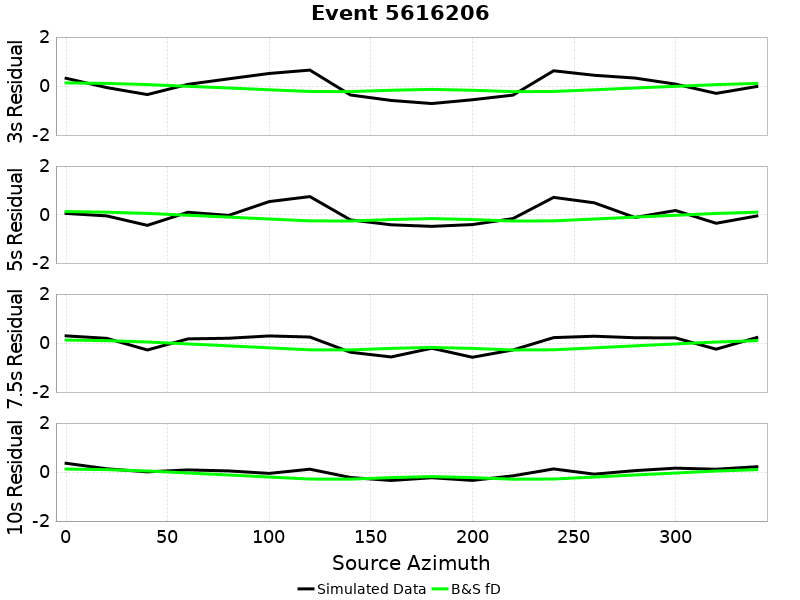 Event 5616206
3s Residual
2
0
-2
5s Residual
2
0
-2
7.5s Residual
2
0
-2
10s Residual
2
0
-2
0 50 100 150 200 250 300
Source Azimuth
Simulated Data B&S fD